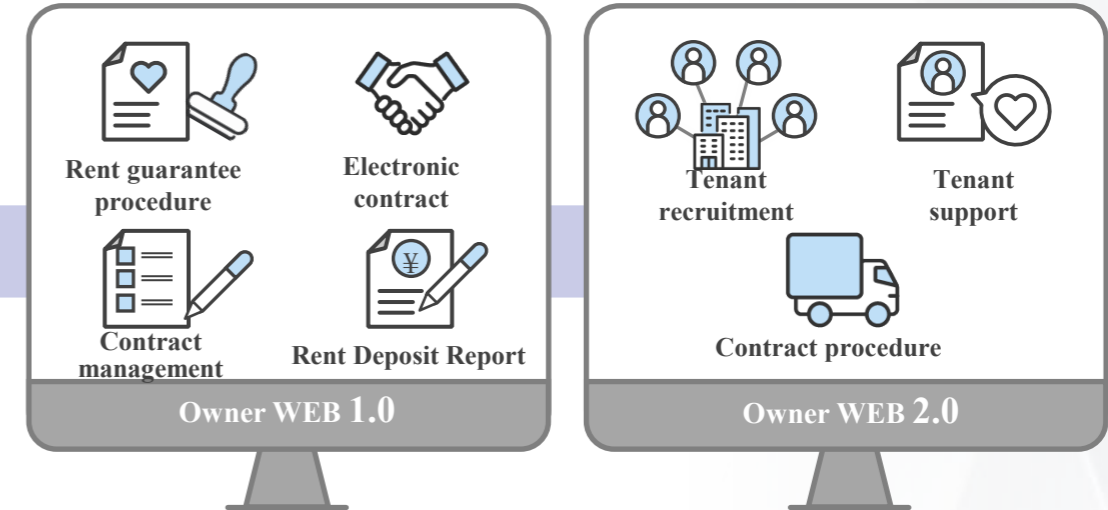 Rent guarantee
procedure
Electronic
contract
¥
Contract
management
Rent Deposit Report
Owner WEB 1.0
Tenant
recruitment
Tenant
support
Contract procedure
Owner WEB 2.0